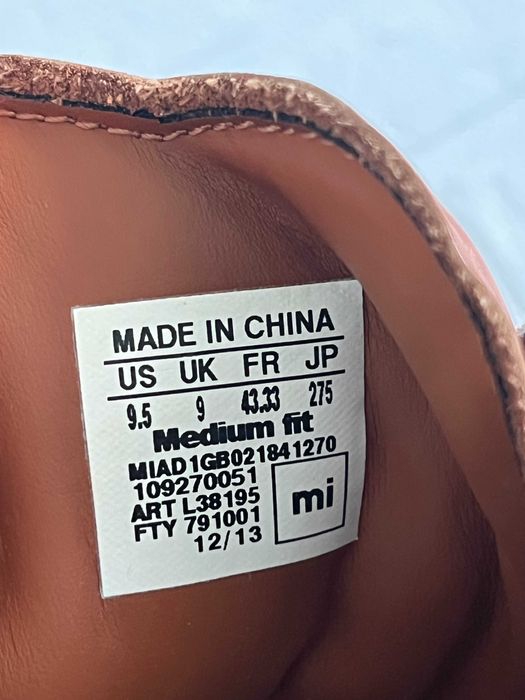 MADE IN CHINA
US UK FR JP
9.5 9 43.33 275
Medium fit
MIAD1GB021841270
109270051
ART L38195
FTY 791001
12/13
mi